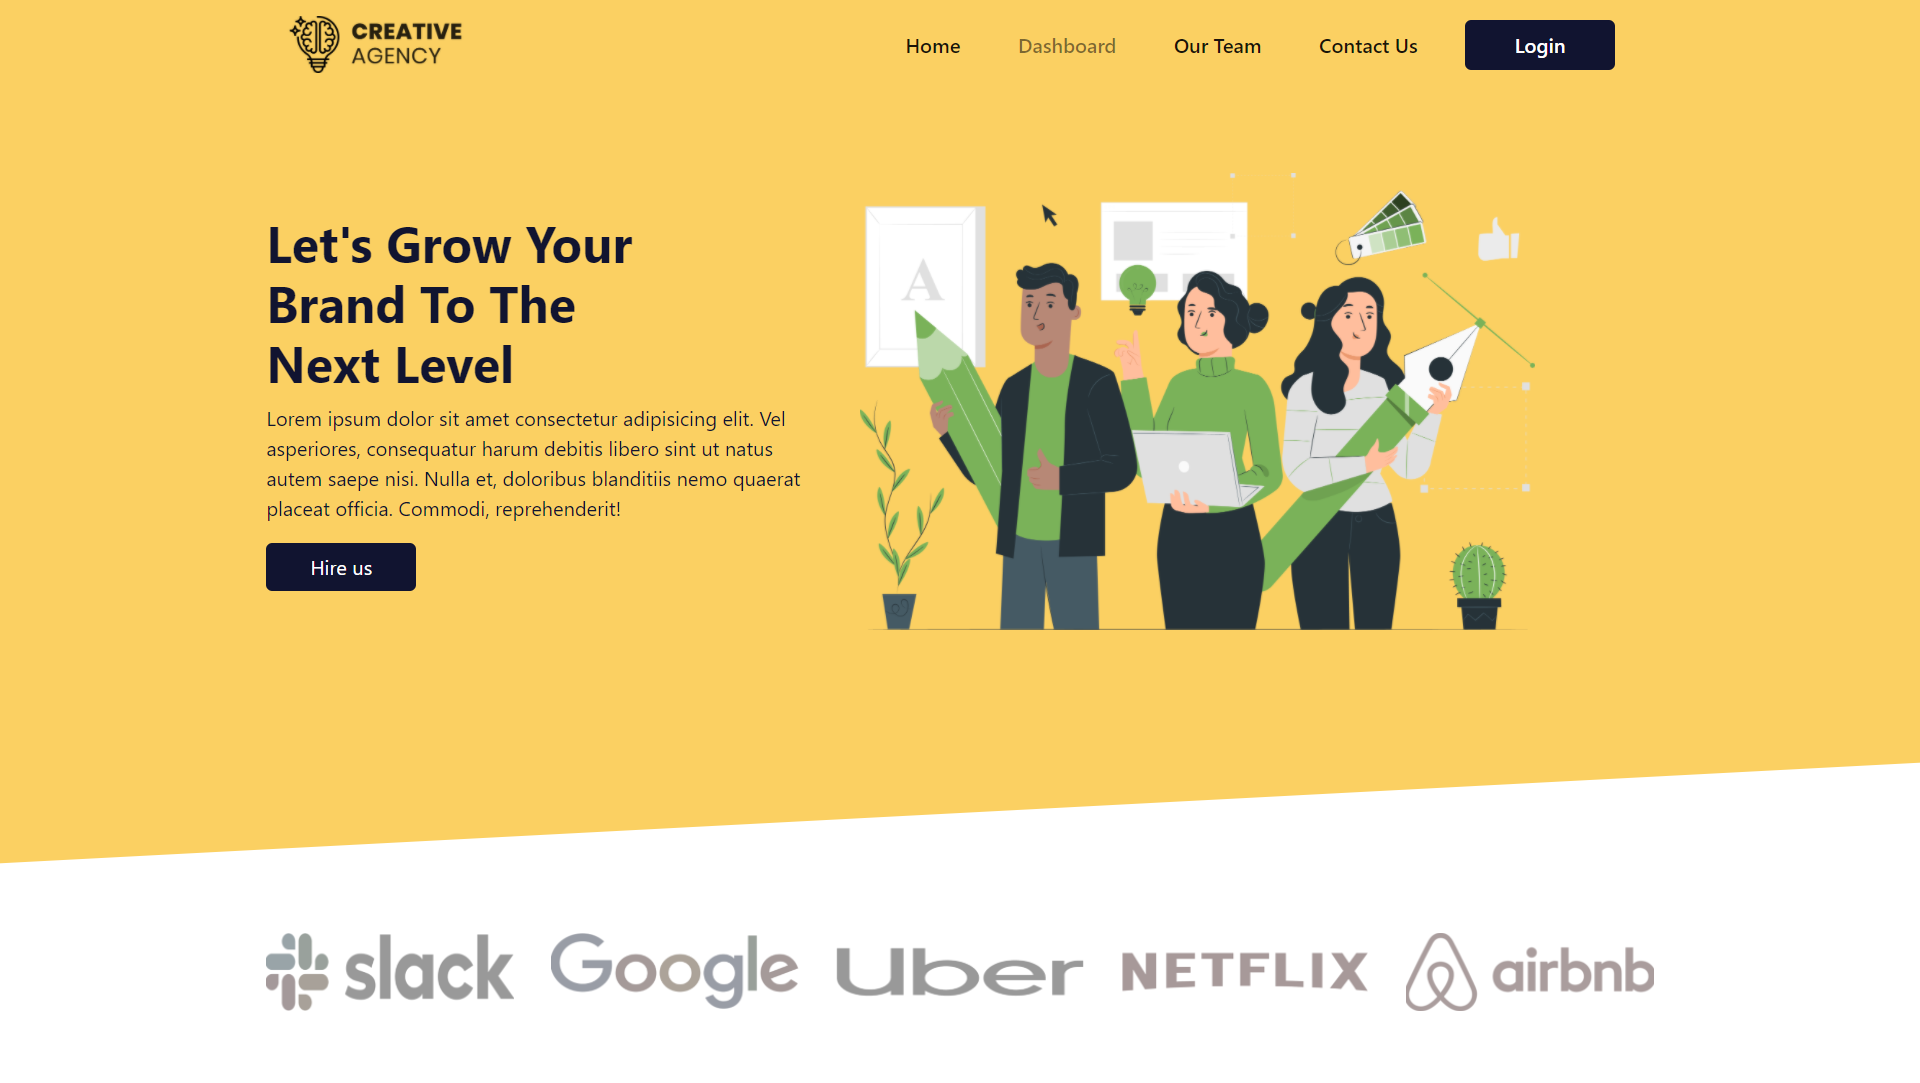 CREATIVE
AGENCY
Home Dashboard Our Team Contact Us Login
Let's Grow Your
Brand To The
Next Level
Lorem ipsum dolor sit amet consectetur adipisicing elit. Vel
asperiores, consequatur harum debitis libero sint ut natus
autem saepe nisi. Nulla et, doloribus blanditiis nemo quaerat
placeat officia. Commodi, reprehenderit!
Hire us
A
slack Google Uber NETFLIX airbnb